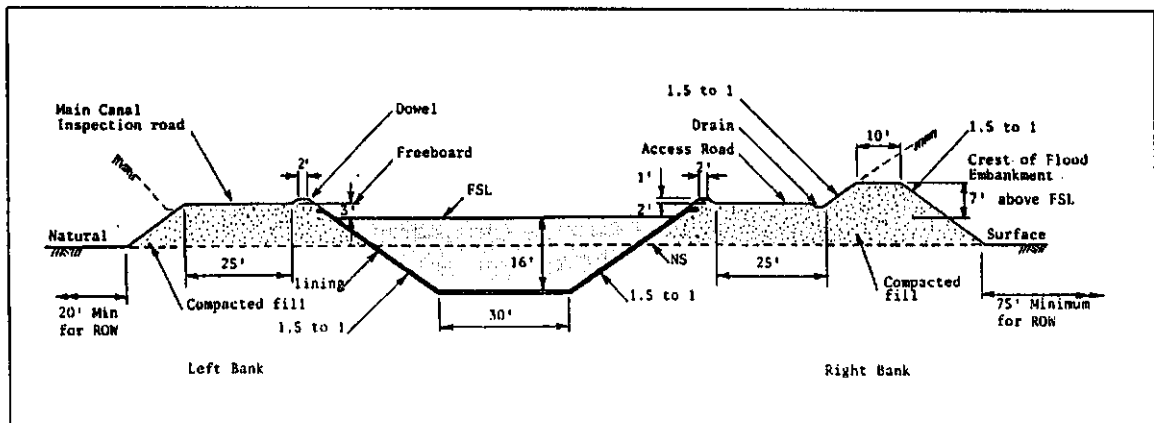 1.5 to 1
Main Canal
Inspection road
Dowel
Drain
10'
1.5 to 1
2'
Freeboard
Access Road
2'
Crest of Flood
Embankment
FSL
1'
3'
2'
7' above FSL
Natural
Surface
25'
lining
16'
NS
25'
Compacted fill
Compacted
fill
20' Min
for ROW
1.5 to 1
30'
1.5 to 1
75' Minimum
for ROW
Left Bank
Right Bank